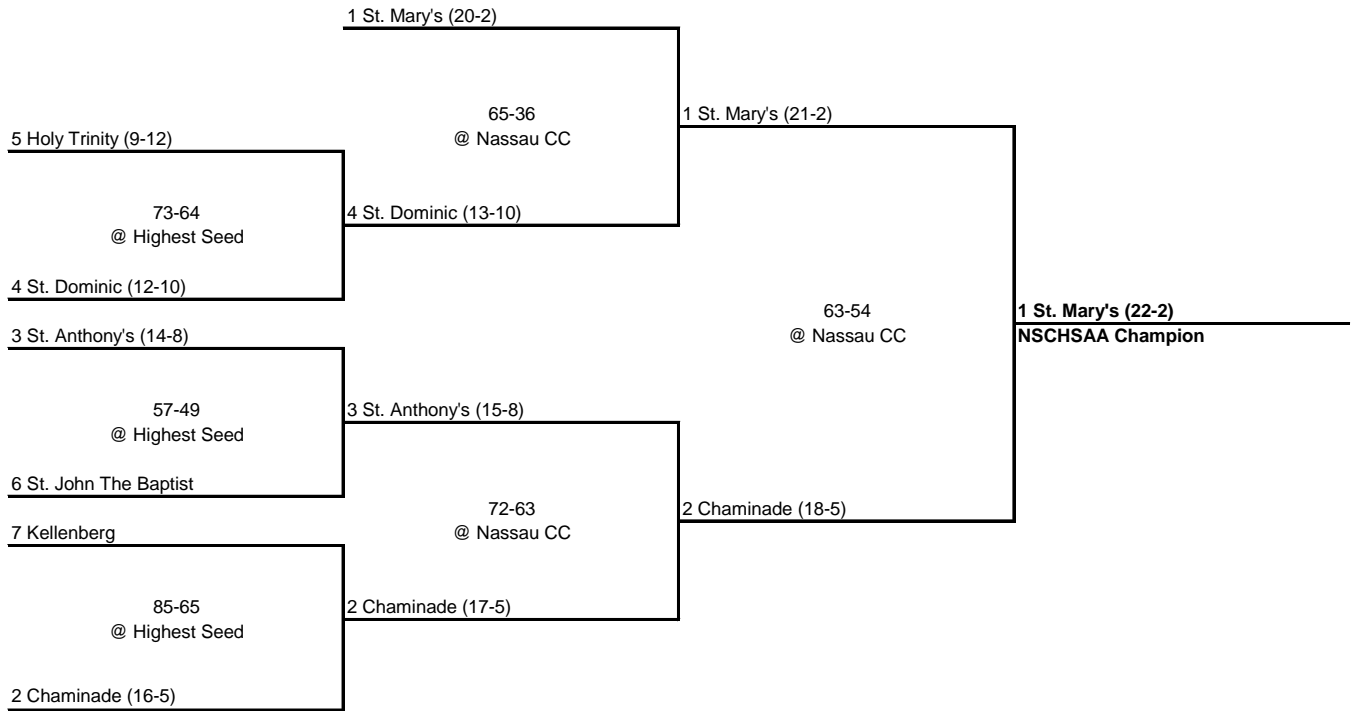 1 St. Mary's (20-2)
65-36
@ Nassau CC
1 St. Mary's (21-2)
5 Holy Trinity (9-12)
73-64
@ Highest Seed
4 St. Dominic (13-10)
4 St. Dominic (12-10)
63-54
@ Nassau CC
1 St. Mary's (22-2)
NSCHSAA Champion
3 St. Anthony's (14-8)
57-49
@ Highest Seed
3 St. Anthony's (15-8)
6 St. John The Baptist
72-63
@ Nassau CC
2 Chaminade (18-5)
7 Kellenberg
85-65
@ Highest Seed
2 Chaminade (17-5)
2 Chaminade (16-5)